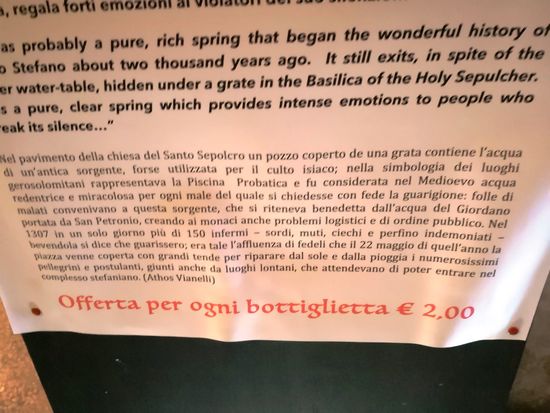 , regala forti emozioni ai violatori del suo
as probably a pure, rich spring that began the wonderful history of
o Stefano about two thousand years ago. It still exits, in spite of the
er water-table, hidden under a grate in the Basilica of the Holy Sepulcher.
s a pure, clear spring which provides intense emotions to people who
reak its silence…”
Nel pavimento della chiesa del Santo Sepolcro un pozzo coperto de una grata contiene l’acqua
di un’antica sorgente, forse utilizzata per il culto isiaco; nella simbologia dei luoghi
gerosolomitani rappresentava la Piscina Probatica e fu considerata nel Medioevo acqua
redentrice e miracolosa per ogni male del quale si chiedesse con fede la guarigione: folle di
malati convenivano a questa sorgente, che si riteneva benedetta dall’acqua del Giordano
portata da San Petronio, creando ai monaci anche problemi logistici e di ordine pubblico. Nel
1307 in un solo giorno più di 150 infermi – sordi, muti, ciechi e perfino indemoniati –
bevendola si dice che guarissero; era tale l’affluenza di fedeli che il 22 maggio di quell’anno la
piazza venne coperta con grandi tende per riparare dal sole e dalla pioggia i numerosissimi
pellegrini e postulanti, giunti anche da luoghi lontani, che attendevano di poter entrare nel
complesso stefaniano. (Athos Vianelli)
Offerta per ogni bottiglietta € 2,00